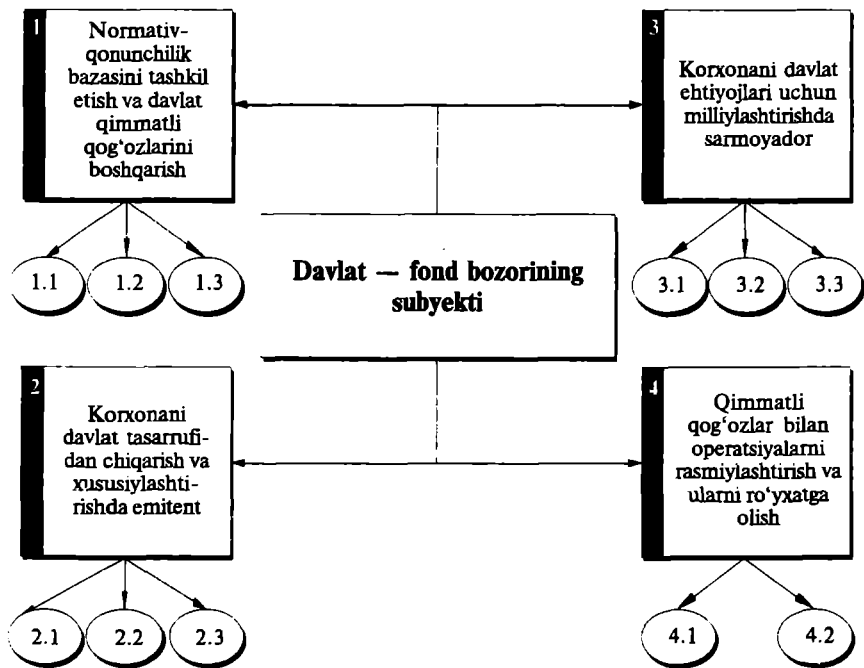 1
Normativ-
qonunchilik
bazasini tashkil
etish va davlat
qimmatli
qog‘ozlarini
boshqarish
1.1
1.2
1.3
3
Korxonani davlat
ehtiyojlari uchun
milliylashtirishda
sarmoyador
3.1
3.2
3.3
Davlat — fond bozorining
subyekti
2
Korxonani
davlat tasarrufi-
dan chiqarish va
xususiylashti-
rishda emitent
2.1
2.2
2.3
4
Qimmatli
qog‘ozlar bilan
operatsiyalarni
rasmiylashtirish va
ularni ro‘yxatga
olish
4.1
4.2